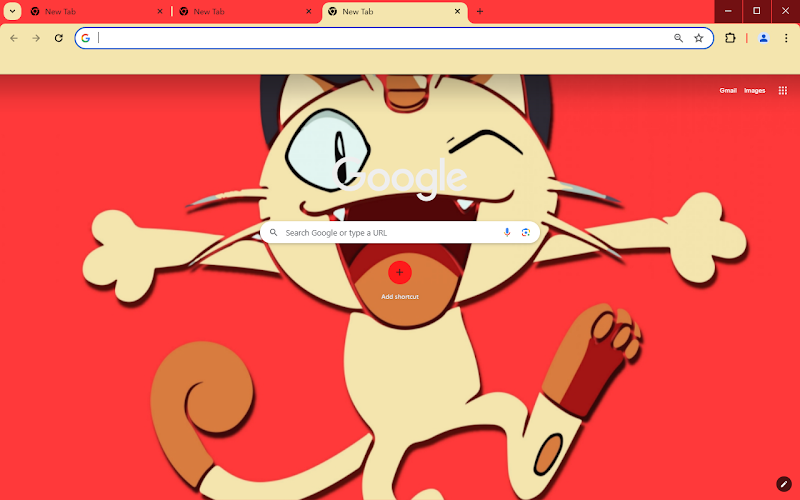 New Tab
New Tab
New Tab
Gmail Images
Google
Search Google or type a URL
Add shortcut